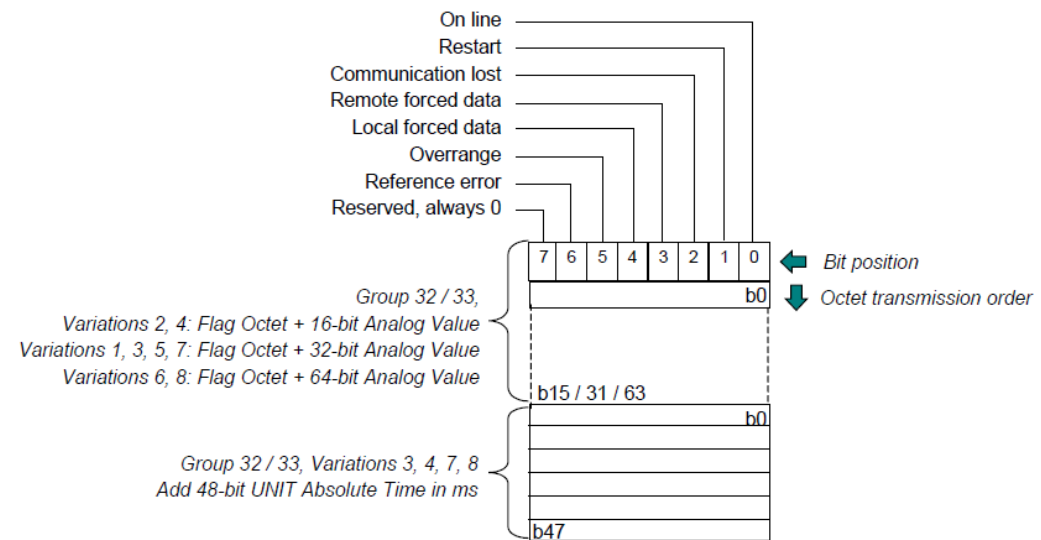 On line
Restart
Communication lost
Remote forced data
Local forced data
Overrange
Reference error
Reserved, always 0
7 6 5 4 3 2 1 0
Bit position
b0
Octet transmission order
Group 32 / 33,
Variations 2, 4: Flag Octet + 16-bit Analog Value
Variations 1, 3, 5, 7: Flag Octet + 32-bit Analog Value
Variations 6, 8: Flag Octet + 64-bit Analog Value
b15 / 31 / 63
b0
Group 32 / 33, Variations 3, 4, 7, 8
Add 48-bit UNIT Absolute Time in ms
b47